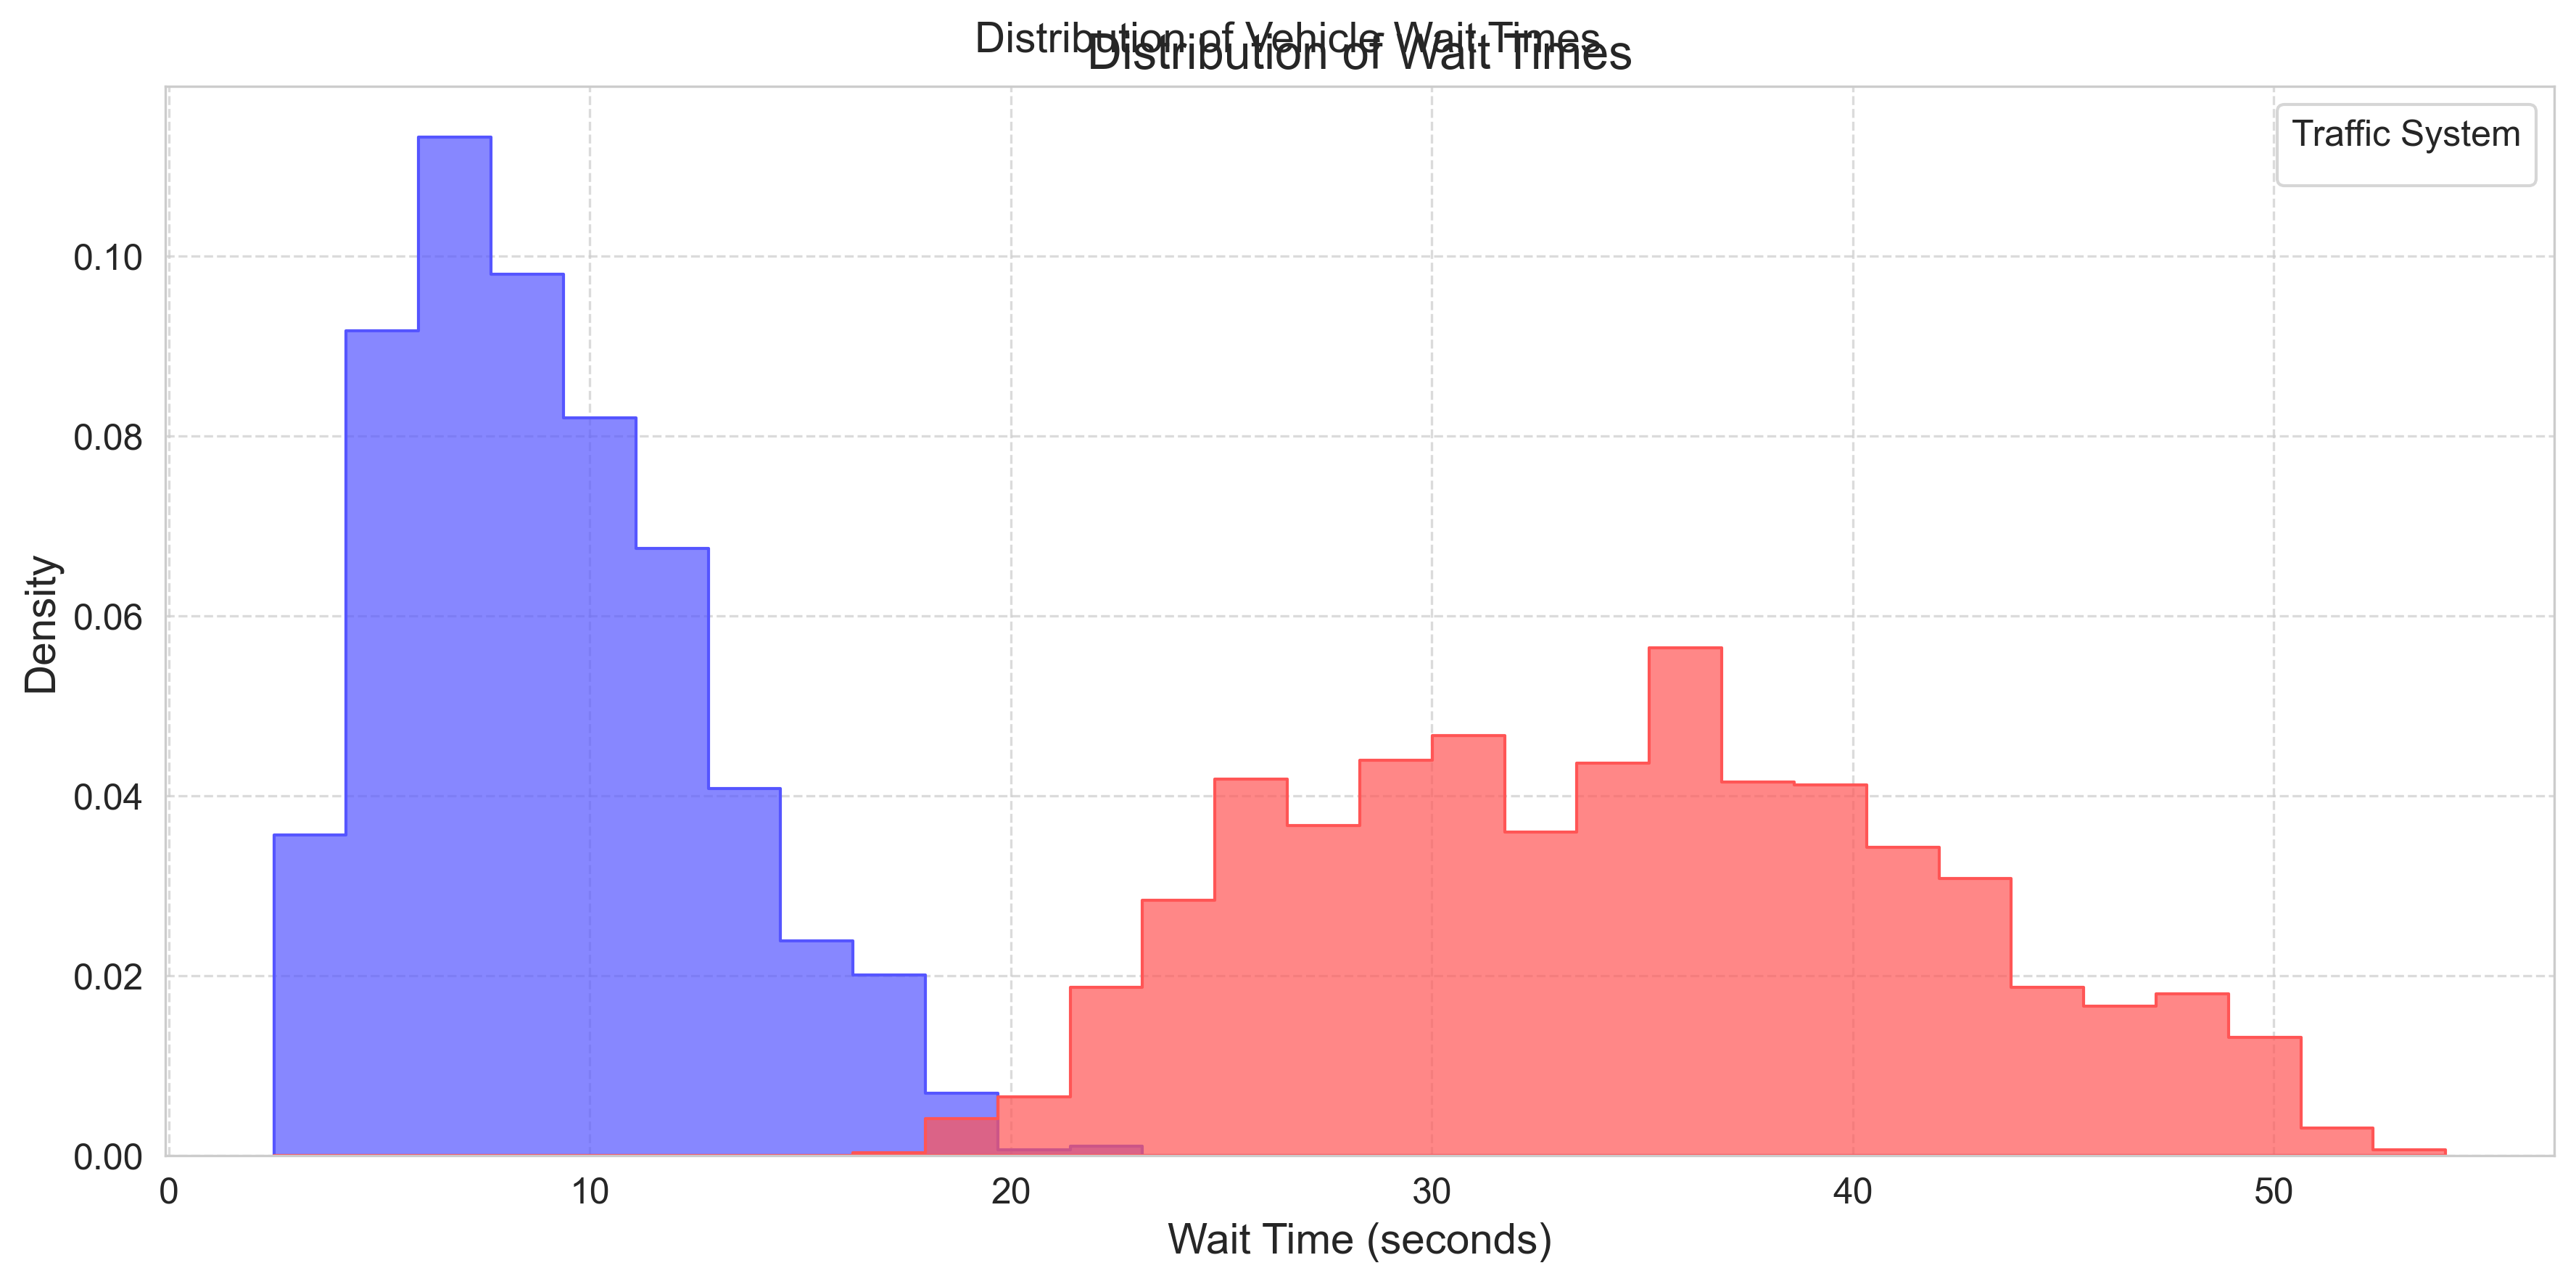 Distribution of Vehicle Wait Times
Distribution of Wait Times
Traffic System
Density
0.10
0.08
0.06
0.04
0.02
0.00
0 10 20 30 40 50
Wait Time (seconds)